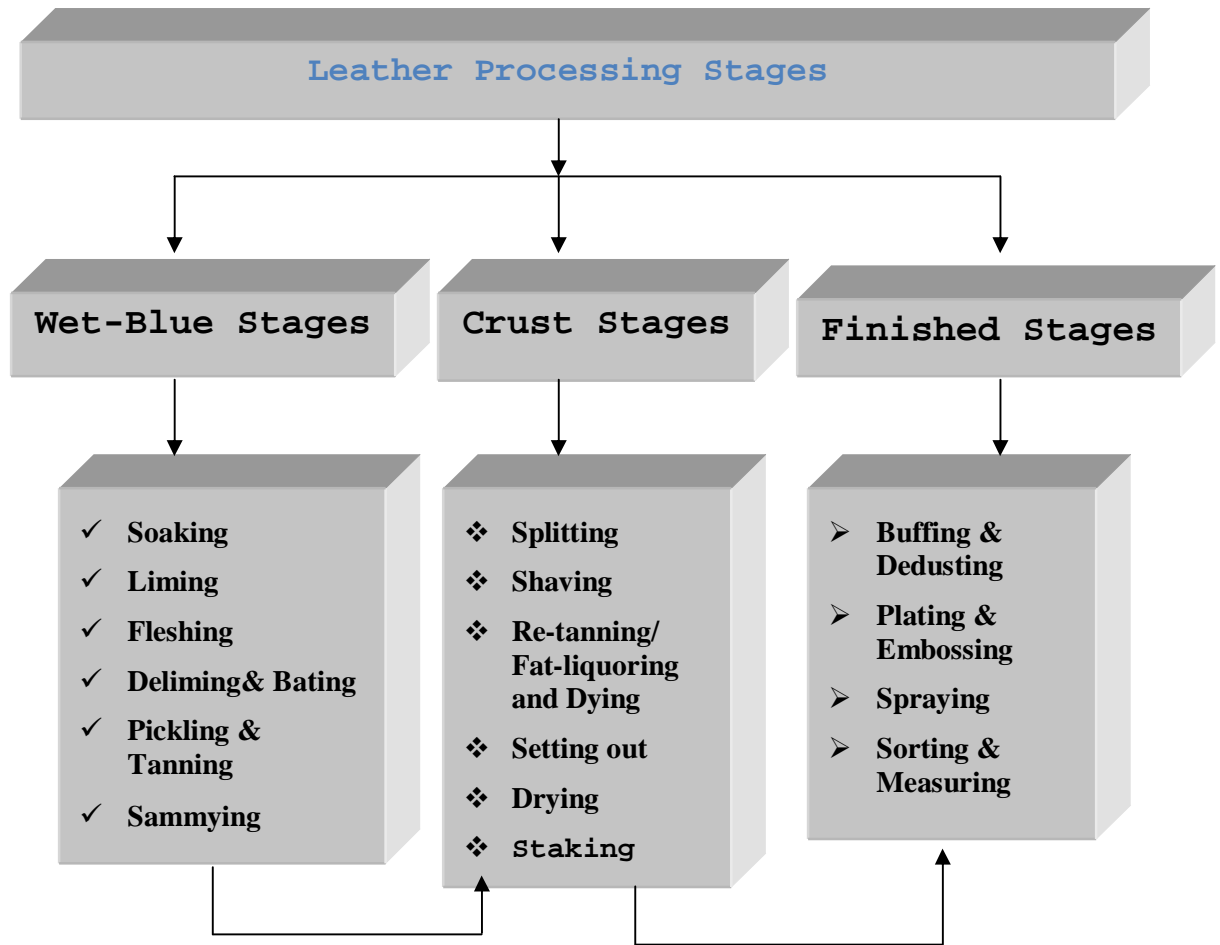 Leather Processing Stages
Wet-Blue Stages
Crust Stages
Finished Stages
✓ Soaking
✓ Liming
✓ Fleshing
✓ Deliming& Bating
✓ Pickling &
Tanning
✓ Sammying
❖ Splitting
❖ Shaving
❖ Re-tanning/
Fat-liquoring
and Dying
❖ Setting out
❖ Drying
❖ Staking
➢ Buffing &
Dedusting
➢ Plating &
Embossing
➢ Spraying
➢ Sorting &
Measuring